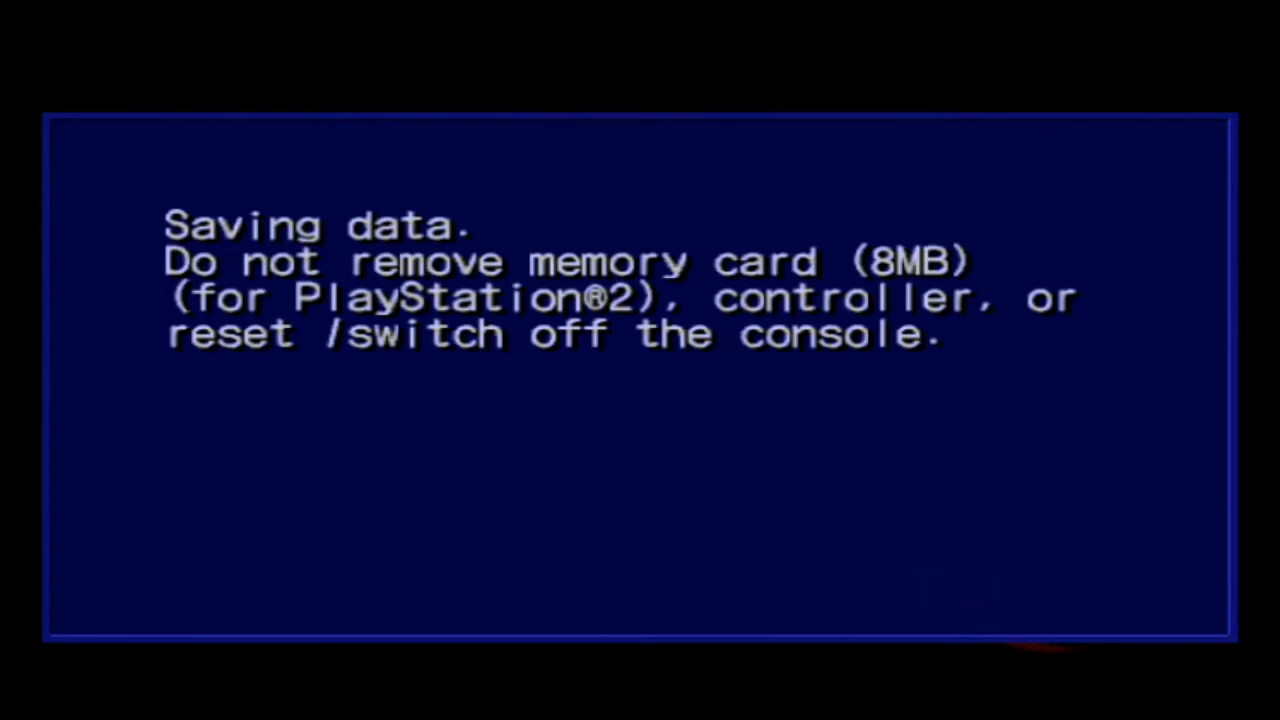 Saving data.
Do not remove memory card (8MB)
(for PlayStation®2), controller, or
reset /switch off the console.